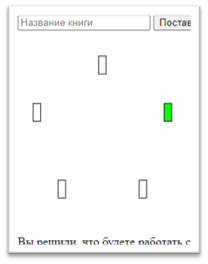 Название книги Постав
Вы решили, что будете работать с